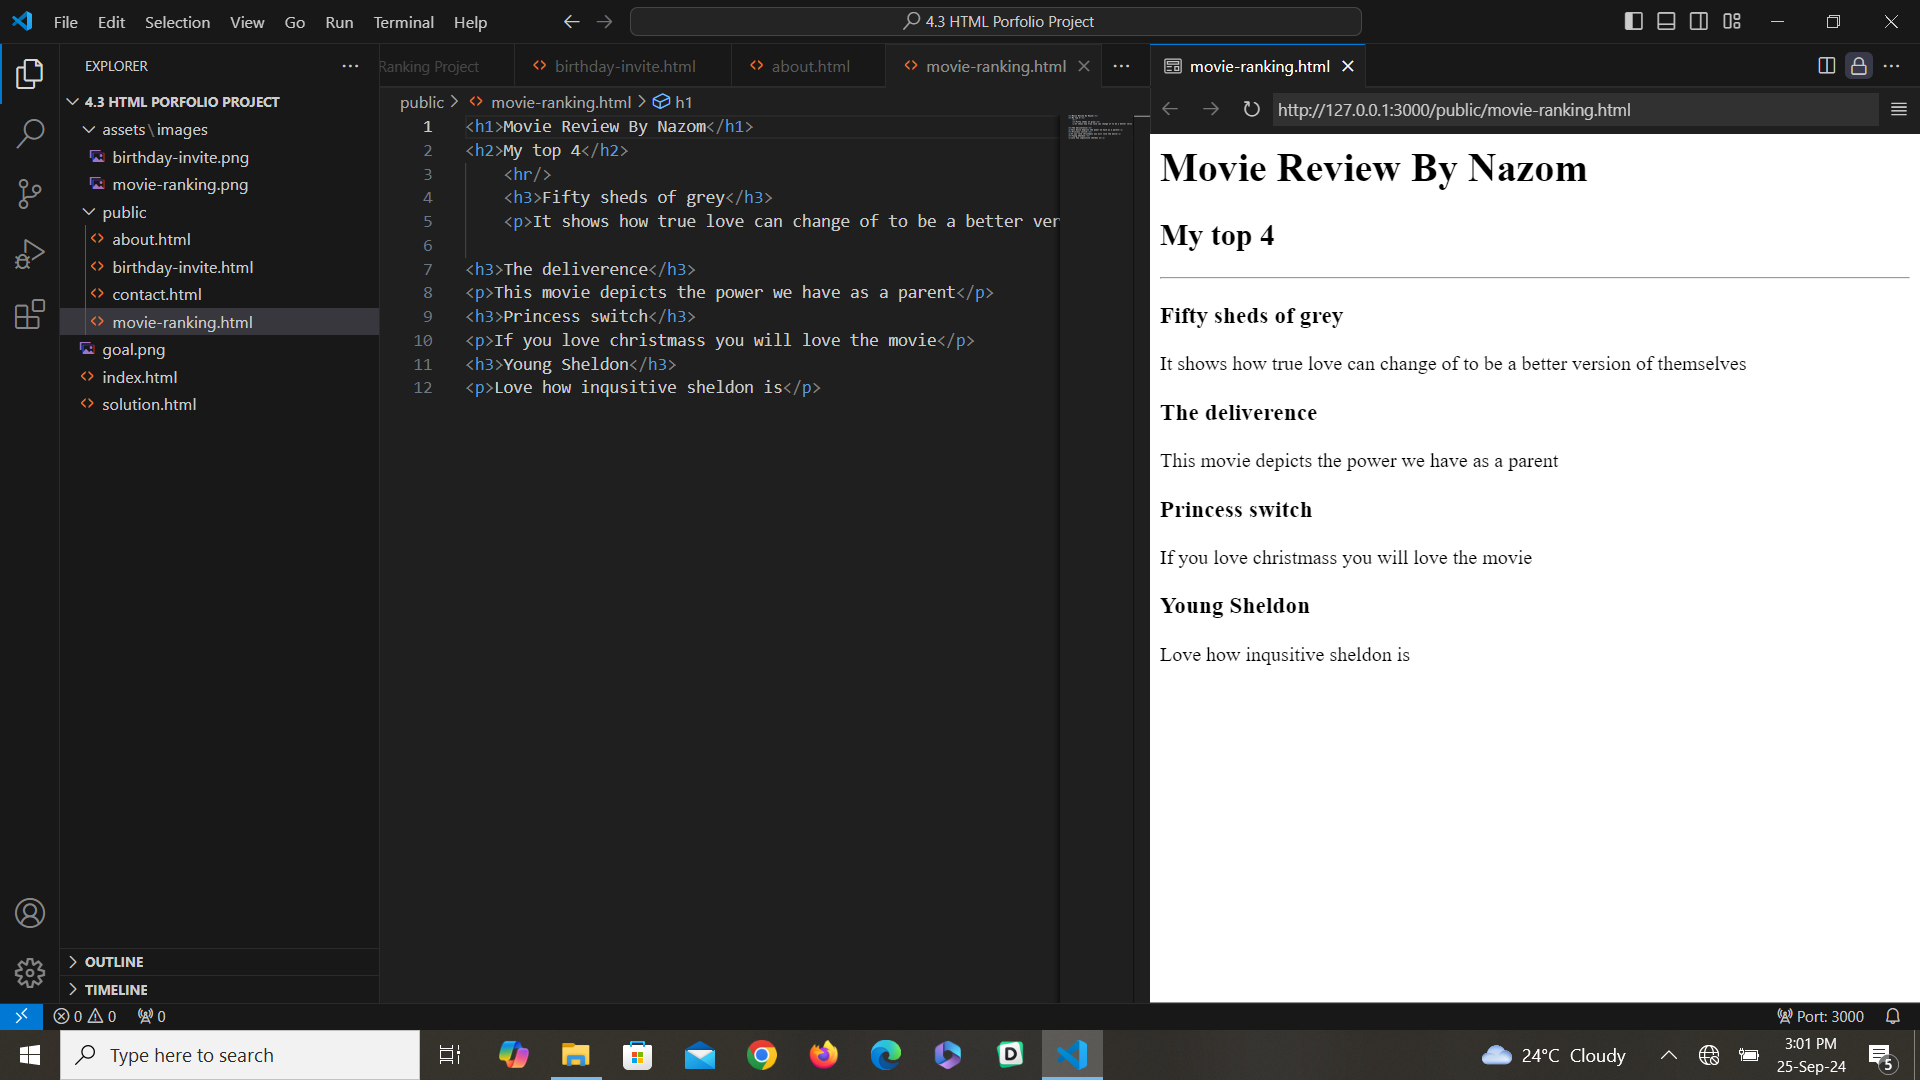 File Edit Selection View Go Run Terminal Help
4.3 HTML Porfolio Project
EXPLORER
4.3 HTML PORFOLIO PROJECT
assets\images
birthday-invite.png
movie-ranking.png
public
about.html
birthday-invite.html
contact.html
movie-ranking.html
goal.png
index.html
solution.html
OUTLINE
TIMELINE
Ranking Project birthday-invite.html about.html movie-ranking.html
public > movie-ranking.html > h1
1 <h1>Movie Review By Nazom</h1>
2 <h2>My top 4</h2>
3 <hr/>
4 <h3>Fifty sheds of grey</h3>
5 <p>It shows how true love can change of to be a better ver
6
7 <h3>The deliverence</h3>
8 <p>This movie depicts the power we have as a parent</p>
9 <h3>Princess switch</h3>
10 <p>If you love christmass you will love the movie</p>
11 <h3>Young Sheldon</h3>
12 <p>Love how inqusitive sheldon is</p>
movie-ranking.html
http://127.0.0.1:3000/public/movie-ranking.html
Movie Review By Nazom
My top 4
Fifty sheds of grey
It shows how true love can change of to be a better version of themselves
The deliverence
This movie depicts the power we have as a parent
Princess switch
If you love christmass you will love the movie
Young Sheldon
Love how inqusitive sheldon is
0 0 0
Port: 3000
Type here to search
D
24°C Cloudy
3:01 PM
25-Sep-24
5